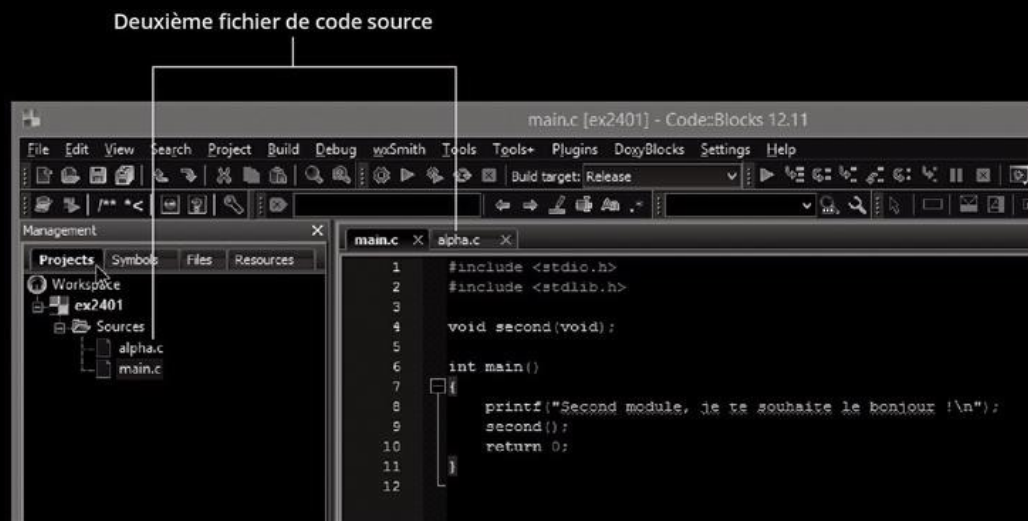 Deuxième fichier de code source
main.c [ex2401] - Code::Blocks 12.11
File Edit View Search Project Build Debug wxSmith Tools Tools+ Plugins DoxyBlocks Settings Help
Build target: Release
/** *<
Management
Projects Symbols Files Resources
main.c alpha.c
Workspace
ex2401
Sources
alpha.c
main.c
1 #include <stdio.h>
2 #include <stdlib.h>
3
4 void second(void);
5
6 int main()
7 {
8 printf("Second module, je te souhaite le bonjour !\n");
9 second();
10 return 0;
11 }
12